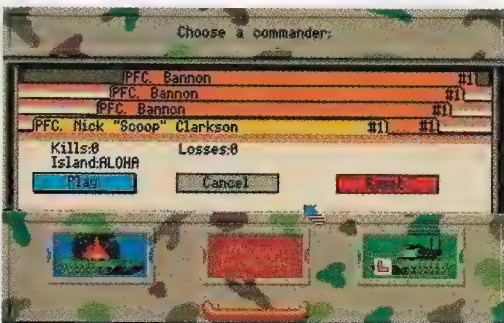 Choose a commander:
PFC. Bannon #1
PFC. Bannon #1
PFC. Bannon #1
PFC. Nick "Scoop" Clarkson #1 #1
Kills:0 Losses:0
Island:ALOHA
Play Cancel